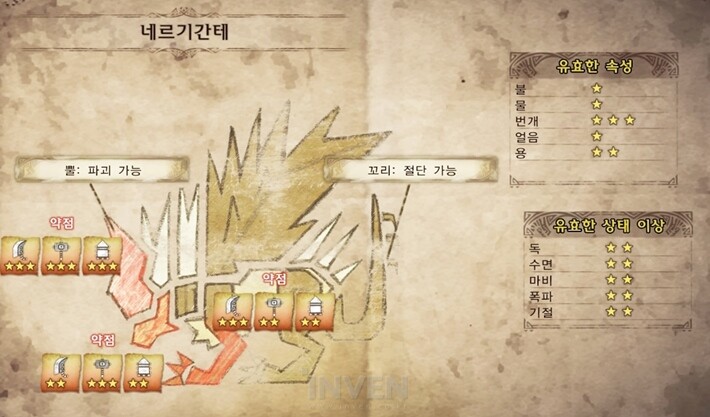 네르기간테
유효한 속성
불
물
번개
얼음
용
뿔: 파괴 가능
꼬리: 절단 가능
약점
약점
약점
유효한 상태 이상
독
수면
마비
폭파
기절
INVEN